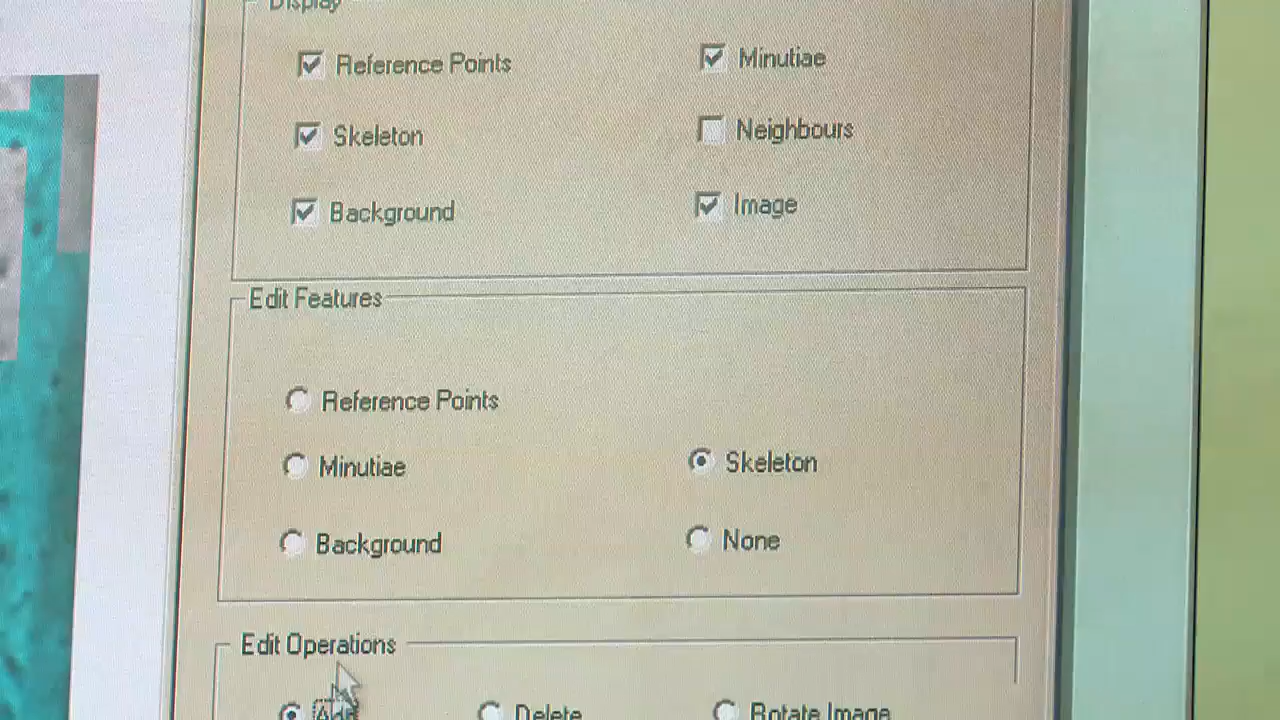 Display
Reference Points Minutiae
Skeleton Neighbours
Background Image
Edit Features
Reference Points
Minutiae Skeleton
Background None
Edit Operations
Add Delete Rotate Image